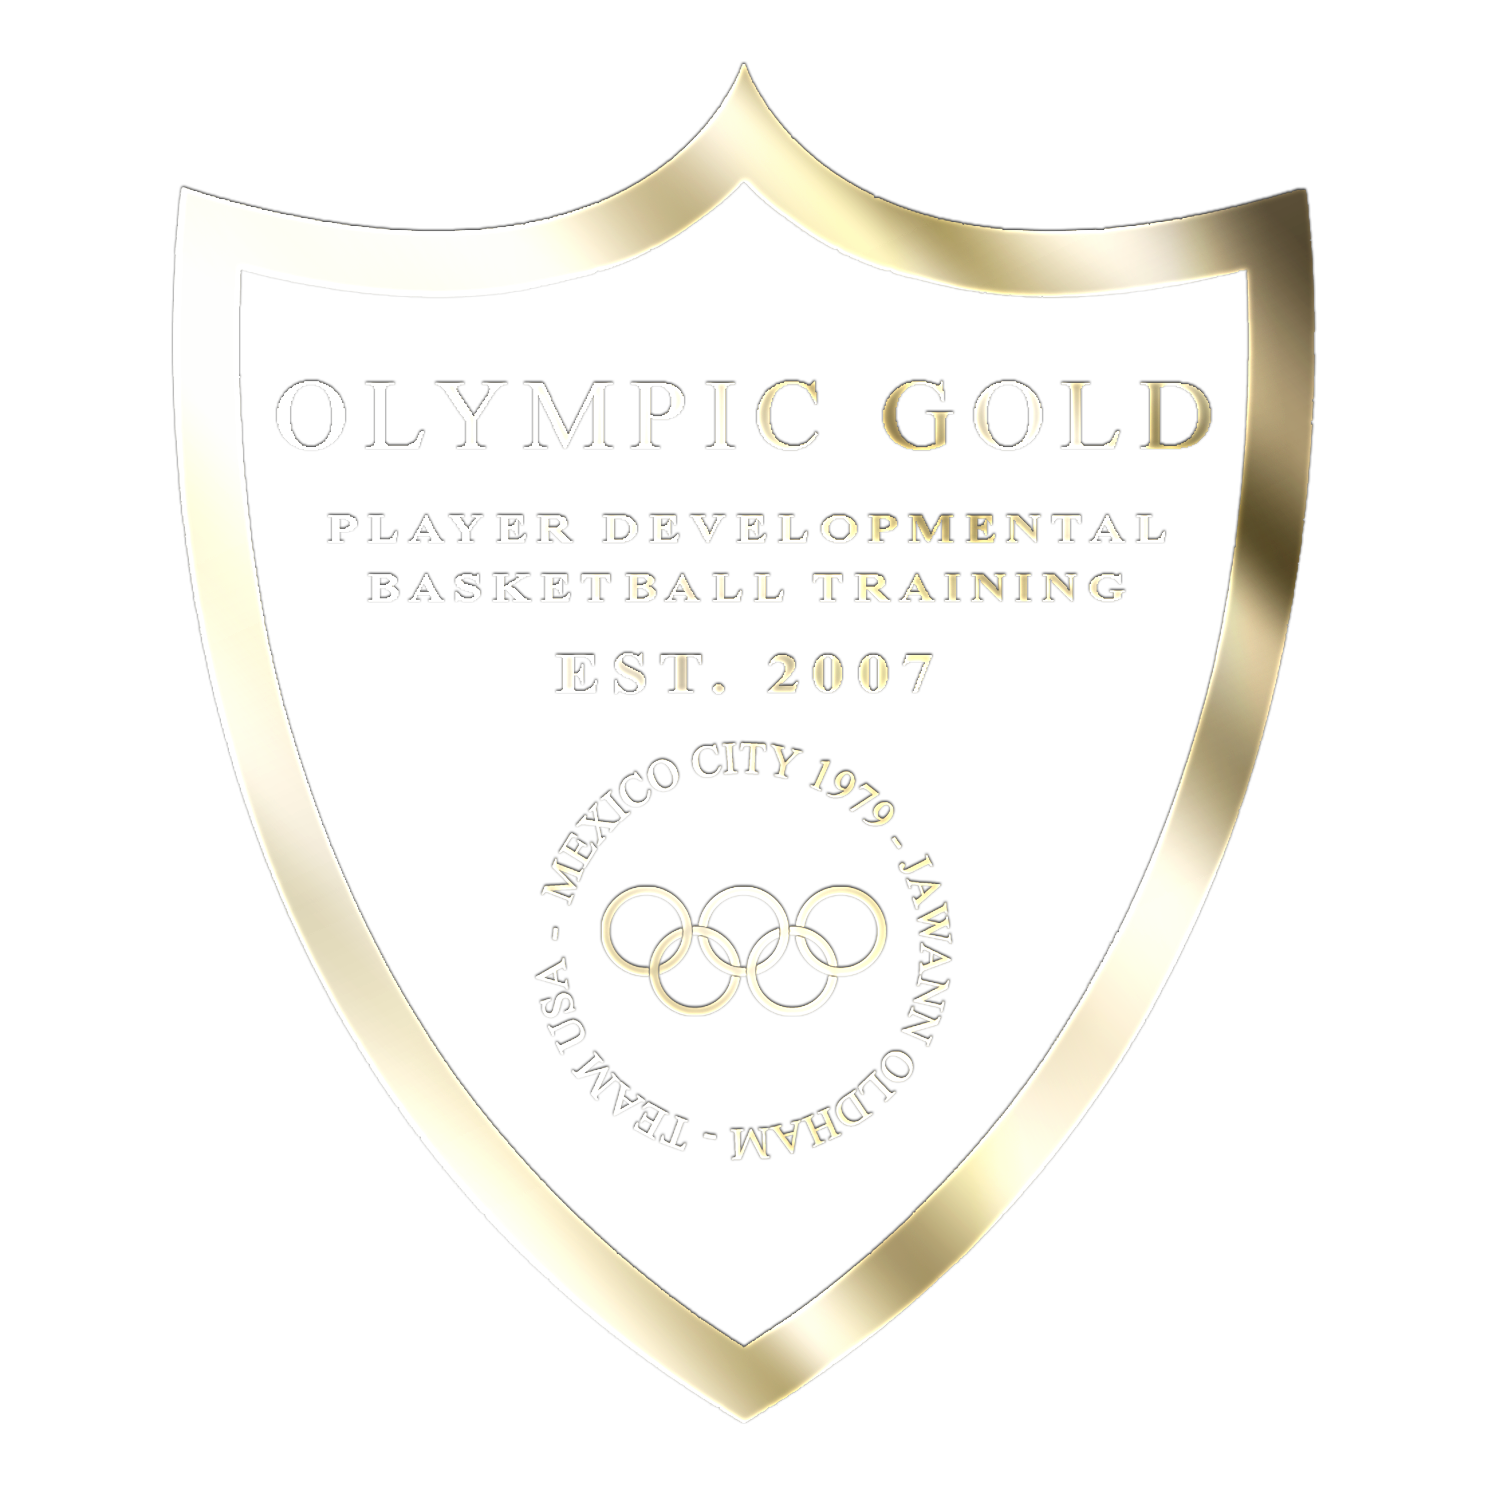 OLYMPIC GOLD
PLAYER DEVELOPMENTAL
BASKETBALL TRAINING
EST. 2007
MEXICO CITY 1979 - JAWANN OLDHAM - TEAM USA -